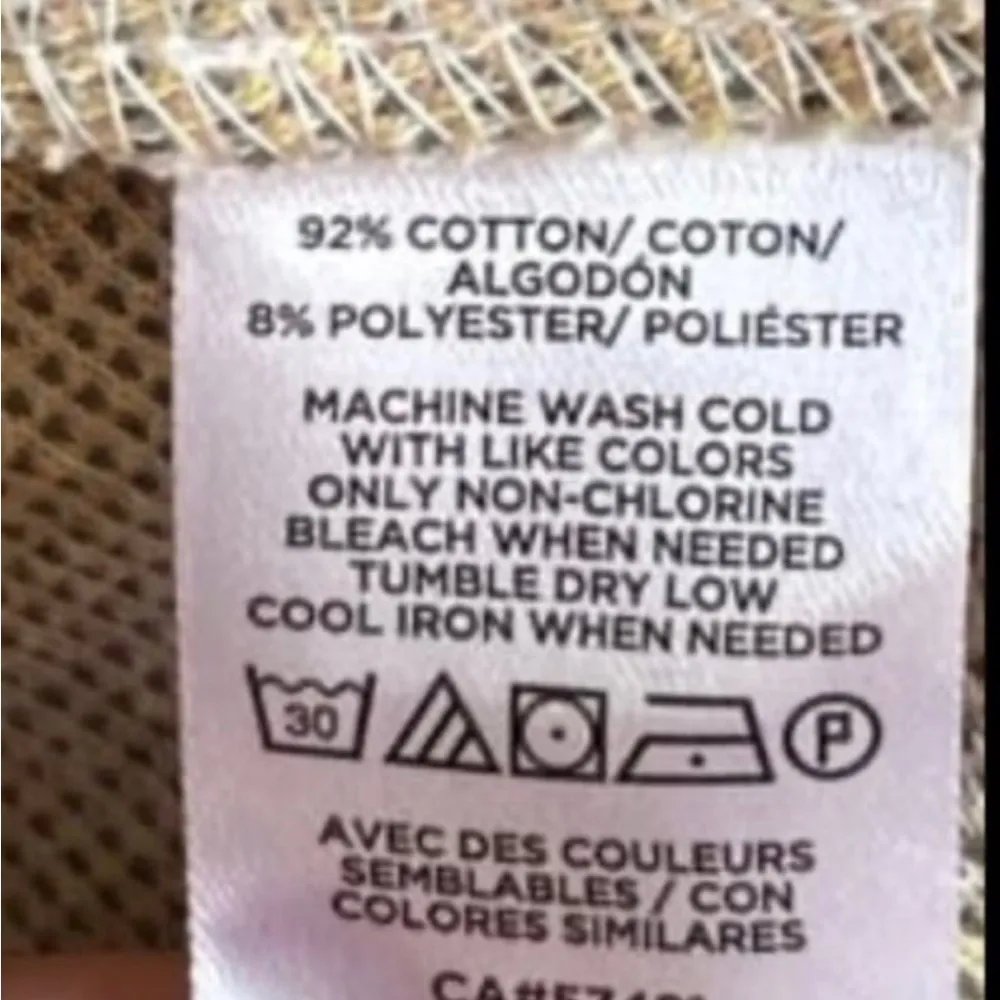 92% COTTON/ COTON/
ALGODÓN
8% POLYESTER/ POLIÉSTER
MACHINE WASH COLD
WITH LIKE COLORS
ONLY NON-CHLORINE
BLEACH WHEN NEEDED
TUMBLE DRY LOW
COOL IRON WHEN NEEDED
30 P
AVEC DES COULEURS
SEMBLABLES / CON
COLORES SIMILARES